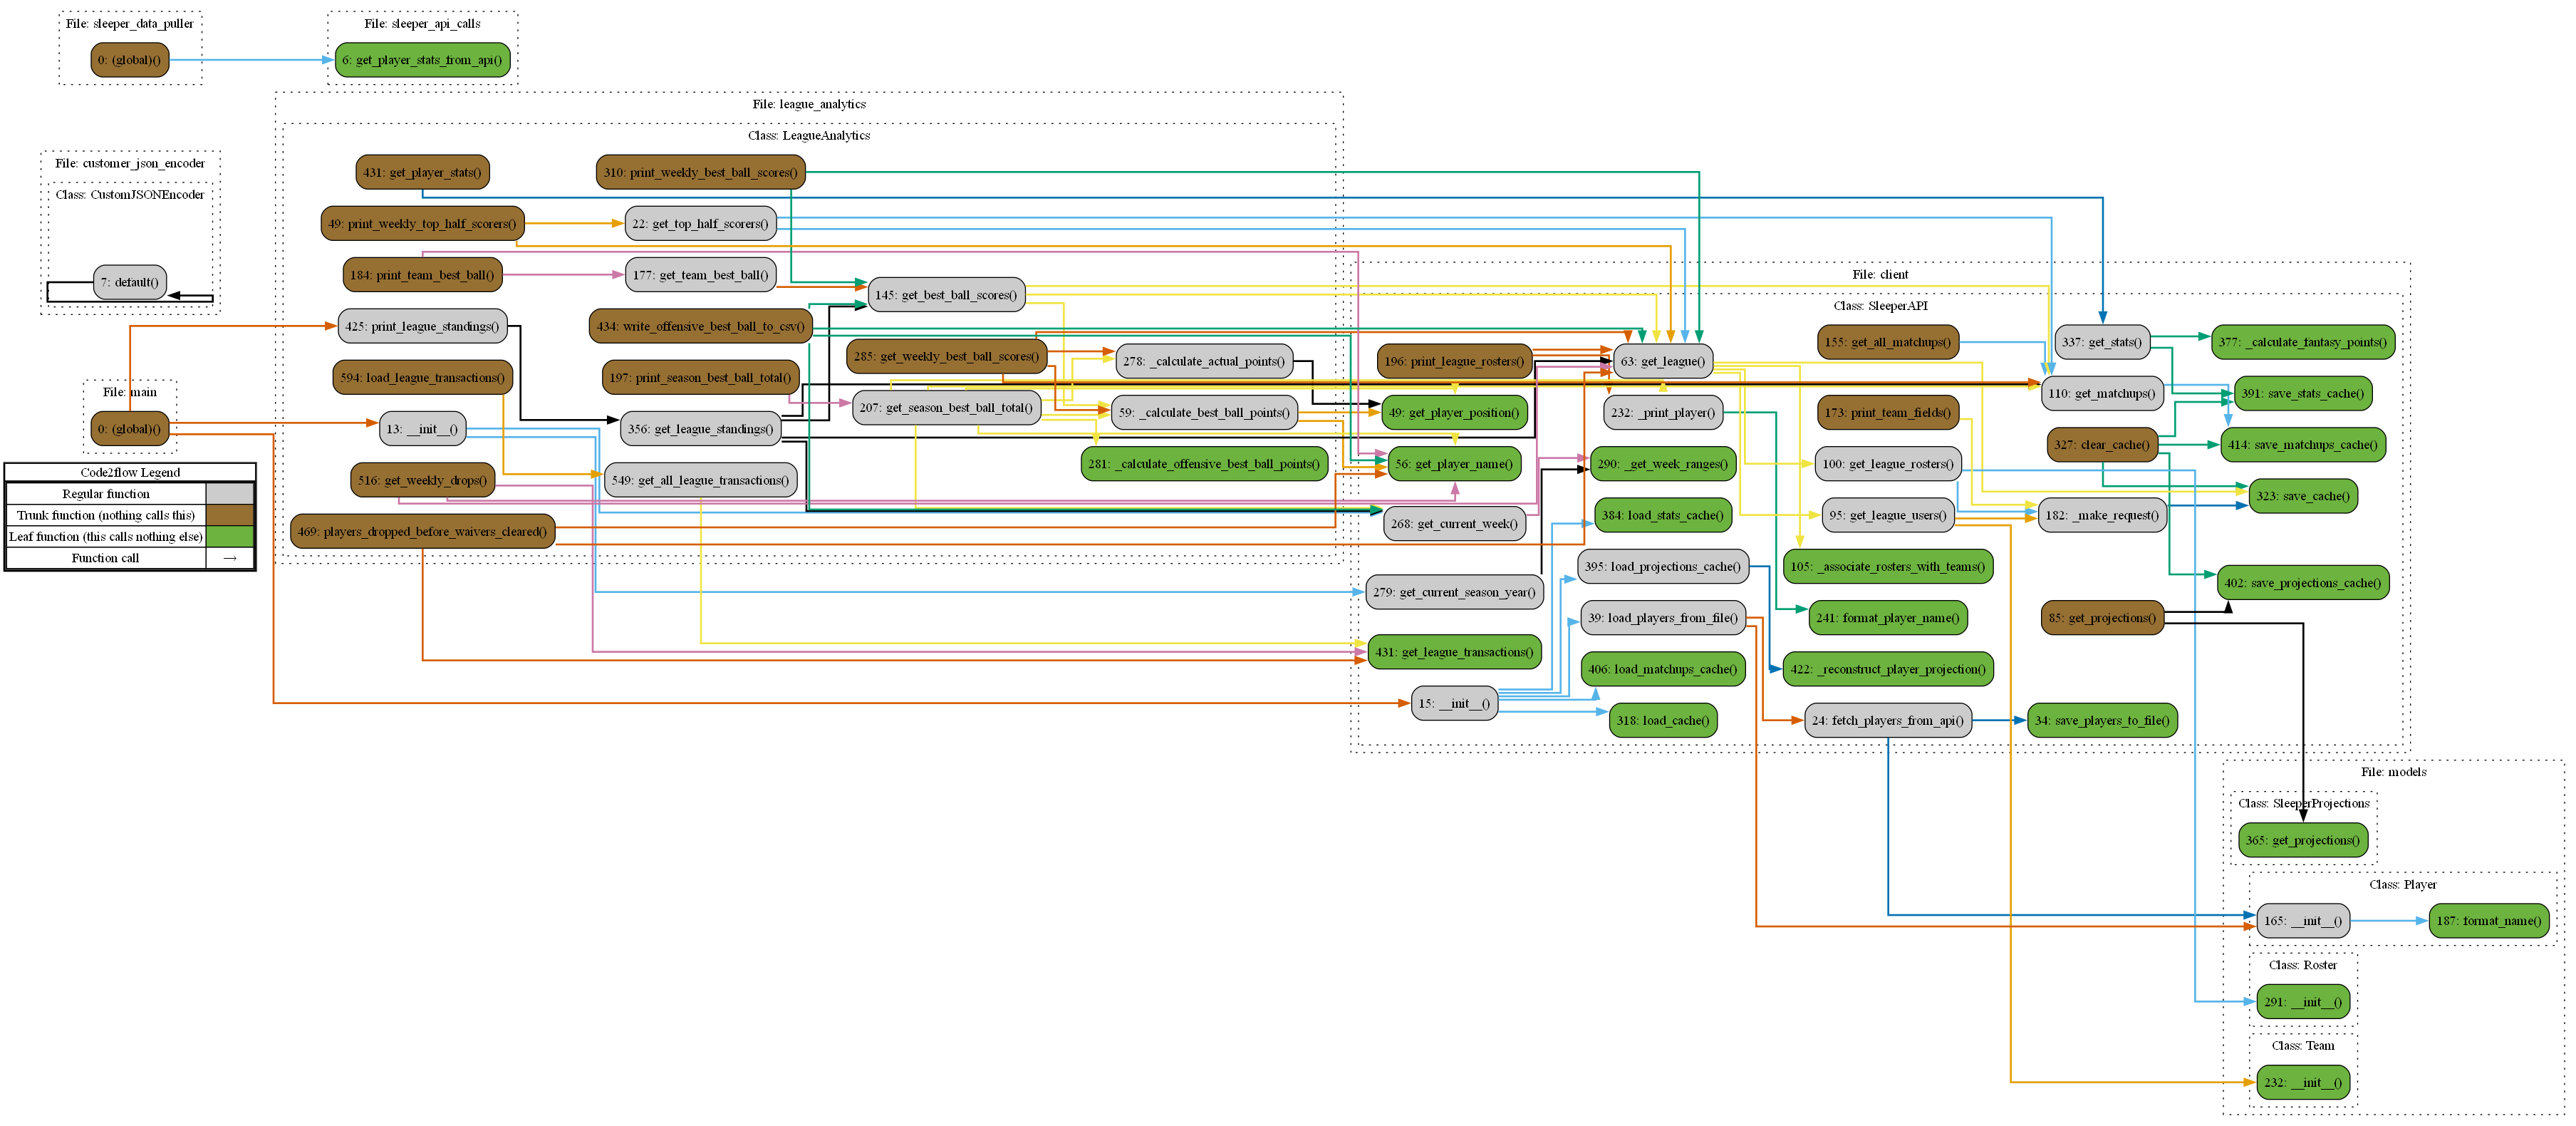 File: sleeper_data_puller
0: (global)()
File: sleeper_api_calls
6: get_player_stats_from_api()
File: customer_json_encoder
Class: CustomJSONEncoder
7: default()
File: main
0: (global)()
Code2flow Legend
Regular function
Trunk function (nothing calls this)
Leaf function (this calls nothing else)
Function call →
File: league_analytics
Class: LeagueAnalytics
431: get_player_stats()
310: print_weekly_best_ball_scores()
49: print_weekly_top_half_scorers()
22: get_top_half_scorers()
184: print_team_best_ball()
177: get_team_best_ball()
145: get_best_ball_scores()
425: print_league_standings()
434: write_offensive_best_ball_to_csv()
285: get_weekly_best_ball_scores()
278: _calculate_actual_points()
594: load_league_transactions()
197: print_season_best_ball_total()
207: get_season_best_ball_total()
59: _calculate_best_ball_points()
13: __init__()
356: get_league_standings()
281: _calculate_offensive_best_ball_points()
516: get_weekly_drops()
549: get_all_league_transactions()
469: players_dropped_before_waivers_cleared()
File: client
Class: SleeperAPI
196: print_league_rosters()
63: get_league()
155: get_all_matchups()
337: get_stats()
377: _calculate_fantasy_points()
49: get_player_position()
232: _print_player()
173: print_team_fields()
110: get_matchups()
391: save_stats_cache()
56: get_player_name()
290: _get_week_ranges()
100: get_league_rosters()
327: clear_cache()
414: save_matchups_cache()
268: get_current_week()
384: load_stats_cache()
95: get_league_users()
182: _make_request()
323: save_cache()
279: get_current_season_year()
395: load_projections_cache()
105: _associate_rosters_with_teams()
402: save_projections_cache()
39: load_players_from_file()
241: format_player_name()
85: get_projections()
431: get_league_transactions()
406: load_matchups_cache()
422: _reconstruct_player_projection()
15: __init__()
318: load_cache()
24: fetch_players_from_api()
34: save_players_to_file()
File: models
Class: SleeperProjections
365: get_projections()
Class: Player
165: __init__()
187: format_name()
Class: Roster
291: __init__()
Class: Team
232: __init__()